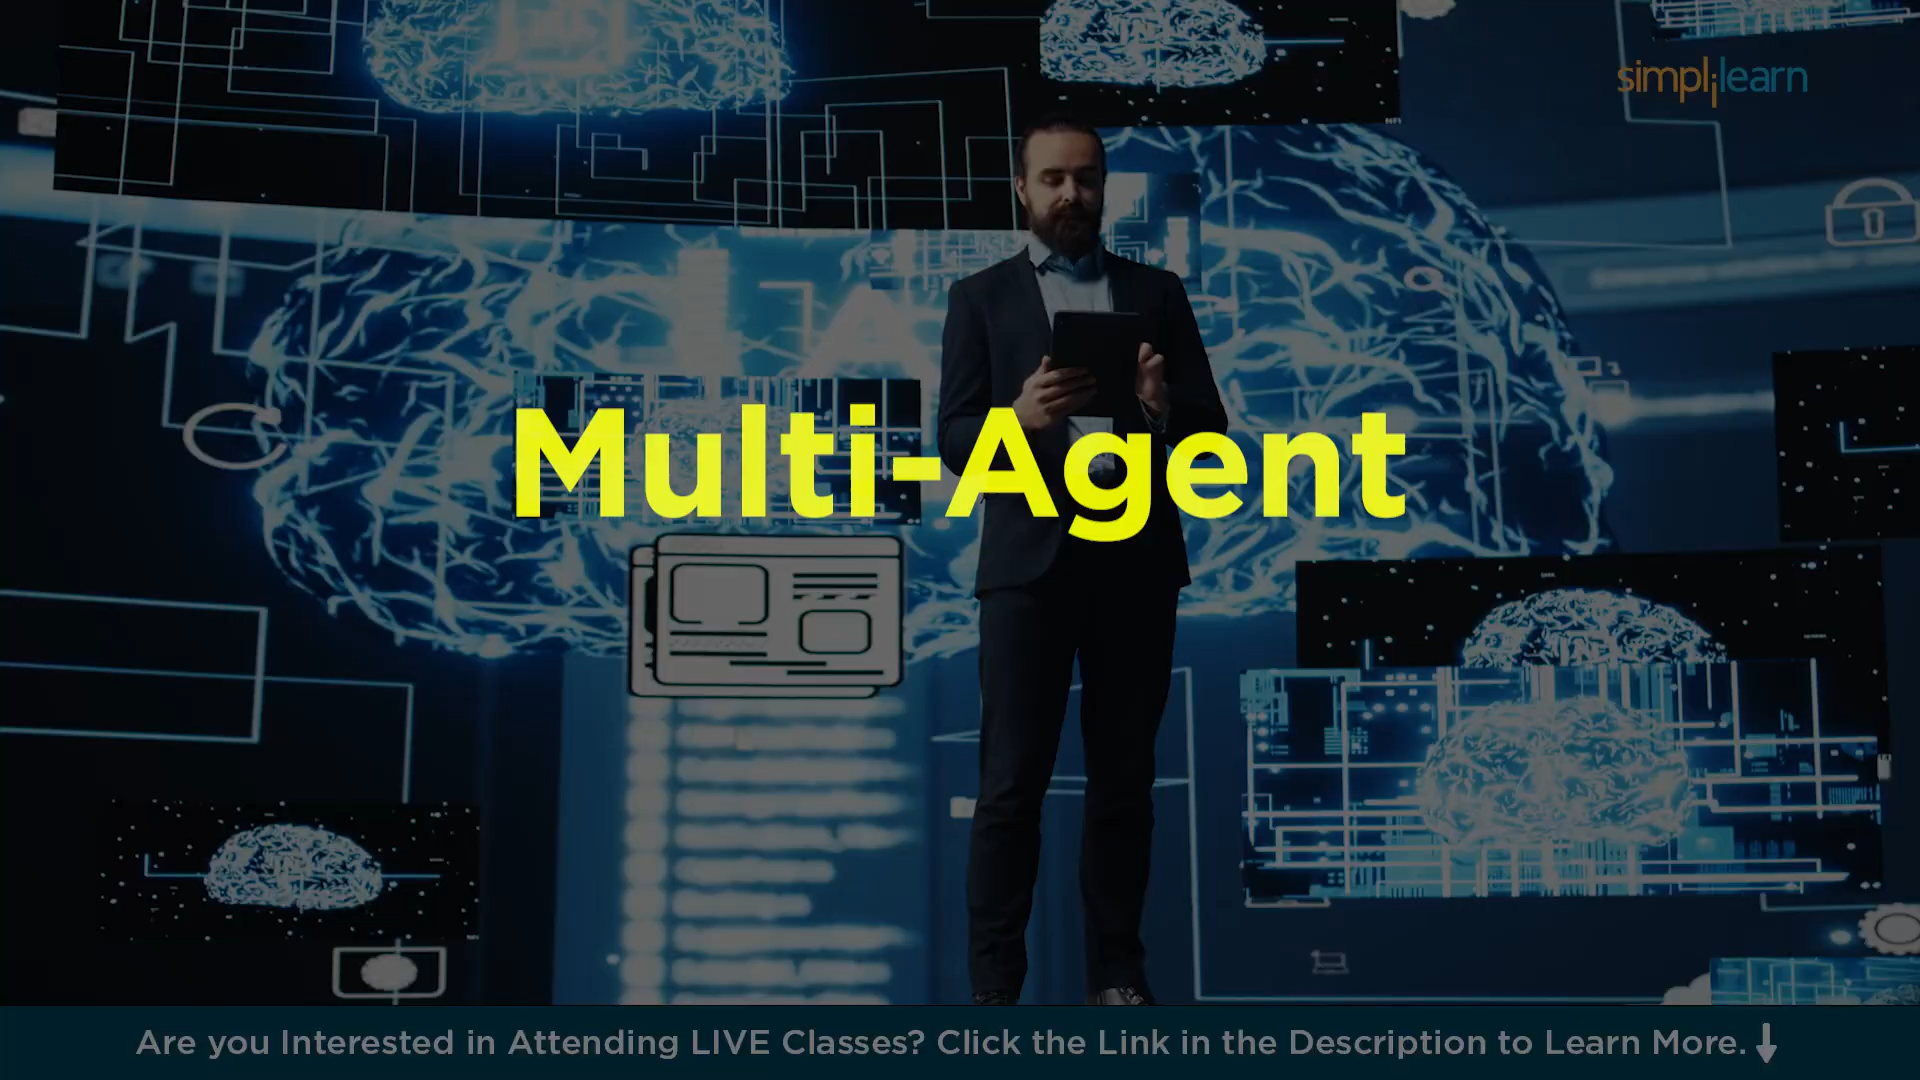 simplilearn
Multi-Agent
Are you Interested in Attending LIVE Classes? Click the Link in the Description to Learn More.